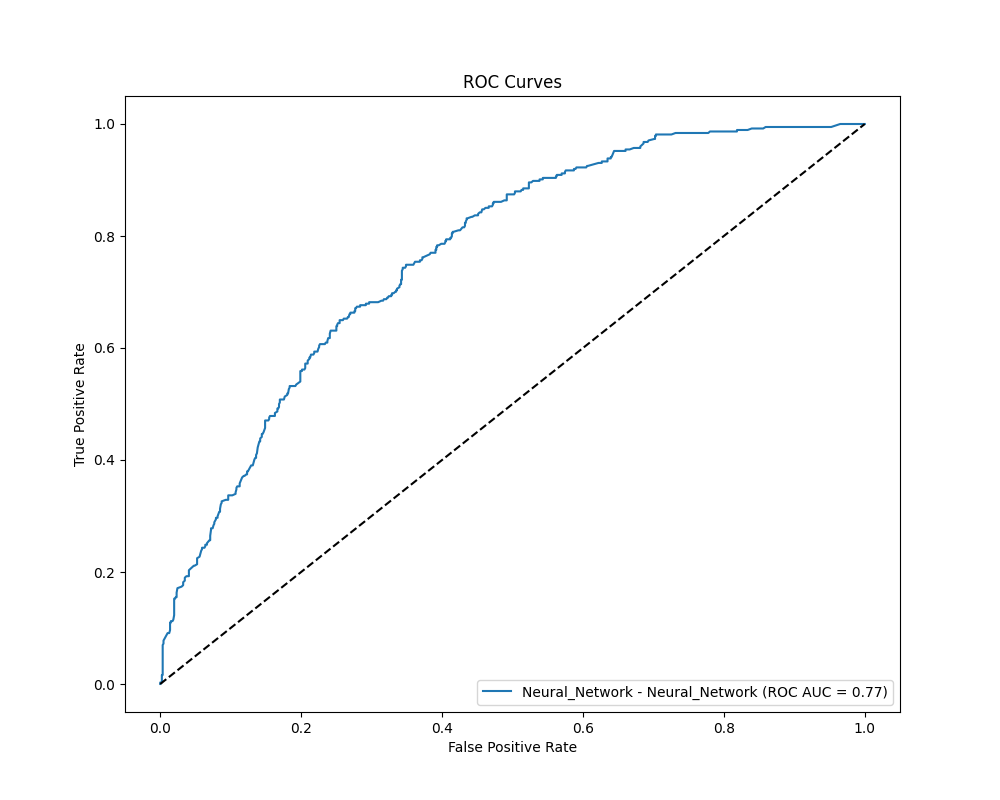 ROC Curves
1.0
0.8
0.6
0.4
0.2
0.0
True Positive Rate
Neural_Network - Neural_Network (ROC AUC = 0.77)
0.0 0.2 0.4 0.6 0.8 1.0
False Positive Rate